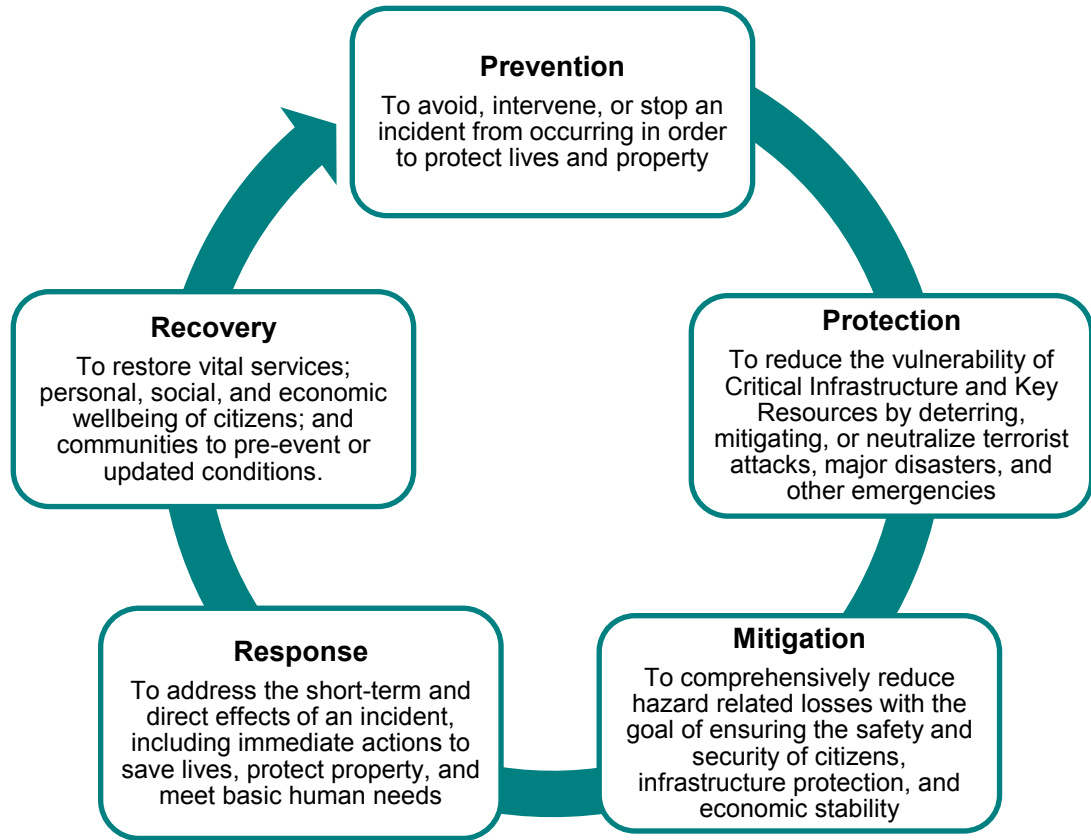 Prevention
To avoid, intervene, or stop an
incident from occurring in order
to protect lives and property
Protection
To reduce the vulnerability of
Critical Infrastructure and Key
Resources by deterring,
mitigating, or neutralize terrorist
attacks, major disasters, and
other emergencies
Mitigation
To comprehensively reduce
hazard related losses with the
goal of ensuring the safety and
security of citizens,
infrastructure protection, and
economic stability
Response
To address the short-term and
direct effects of an incident,
including immediate actions to
save lives, protect property, and
meet basic human needs
Recovery
To restore vital services;
personal, social, and economic
wellbeing of citizens; and
communities to pre-event or
updated conditions.